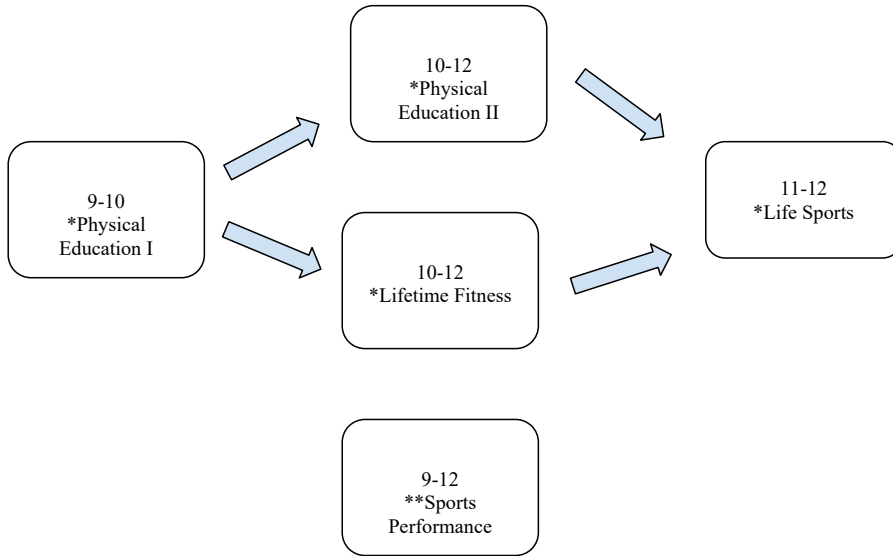 9-10
*Physical
Education I
10-12
*Physical
Education II
10-12
*Lifetime Fitness
11-12
*Life Sports
9-12
**Sports
Performance